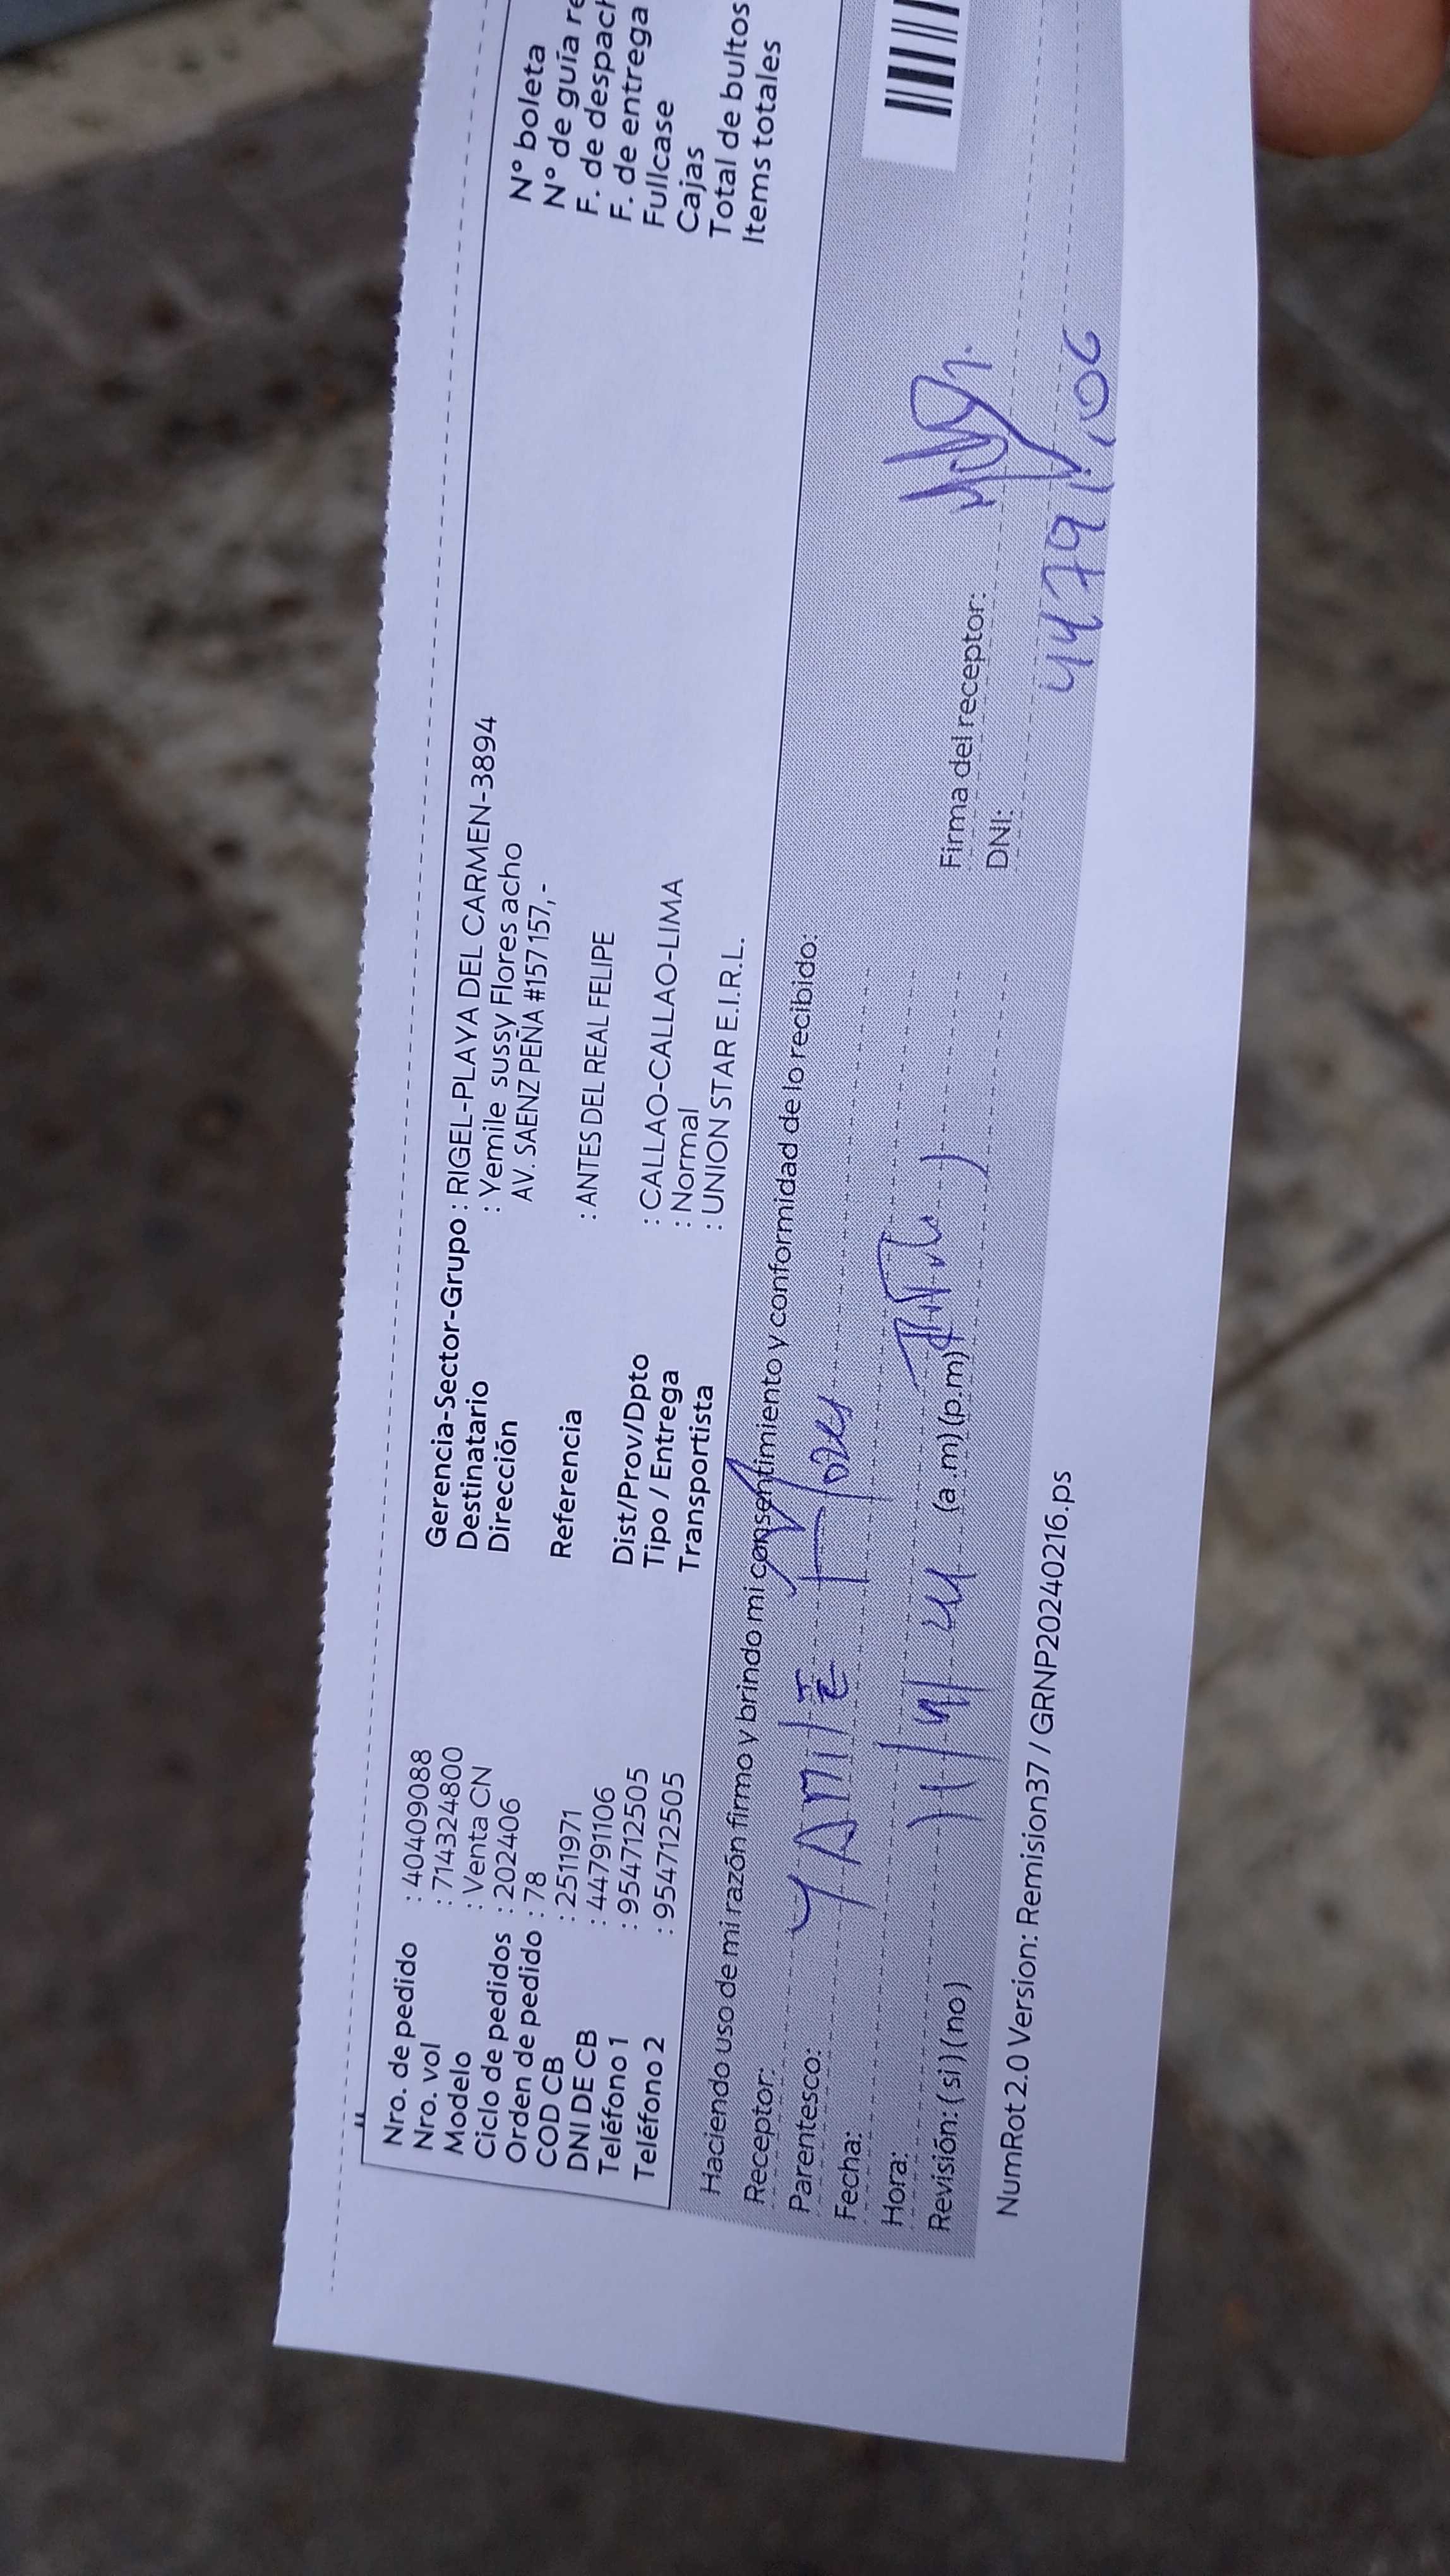 Nro. de pedido : 40409088
Nro. vol : 714324800
Modelo : Venta CN
Ciclo de pedidos : 202406
Orden de pedido : 78
COD CB : 2511971
DNI DE CB : 44791106
Teléfono 1 : 954712505
Teléfono 2 : 954712505
Gerencia-Sector-Grupo : RIGEL-PLAYA DEL CARMEN-3894
Destinatario : Yemile sussy Flores acho
Dirección AV. SAENZ PEÑA #157 157, -
Referencia : ANTES DEL REAL FELIPE
Dist/Prov/Dpto : CALLAO-CALLAO-LIMA
Tipo / Entrega : Normal
Transportista : UNION STAR E.I.R.L.
N° boleta
N° de guía
F. de
F. de entrega
Fullcase
Cajas
Total de bultos
Items totales
Haciendo uso de mi razón firmo y brindo mi consentimiento y conformidad de lo recibido:
Receptor:
Parentesco: YAMILE Flores
Fecha:
Hora: (a .m) (p.m)
Revisión: ( si ) ( no )
Firma del receptor:
DNI: 44791106
NumRot 2.0 Version: Remision37 / GRNP20240216.ps